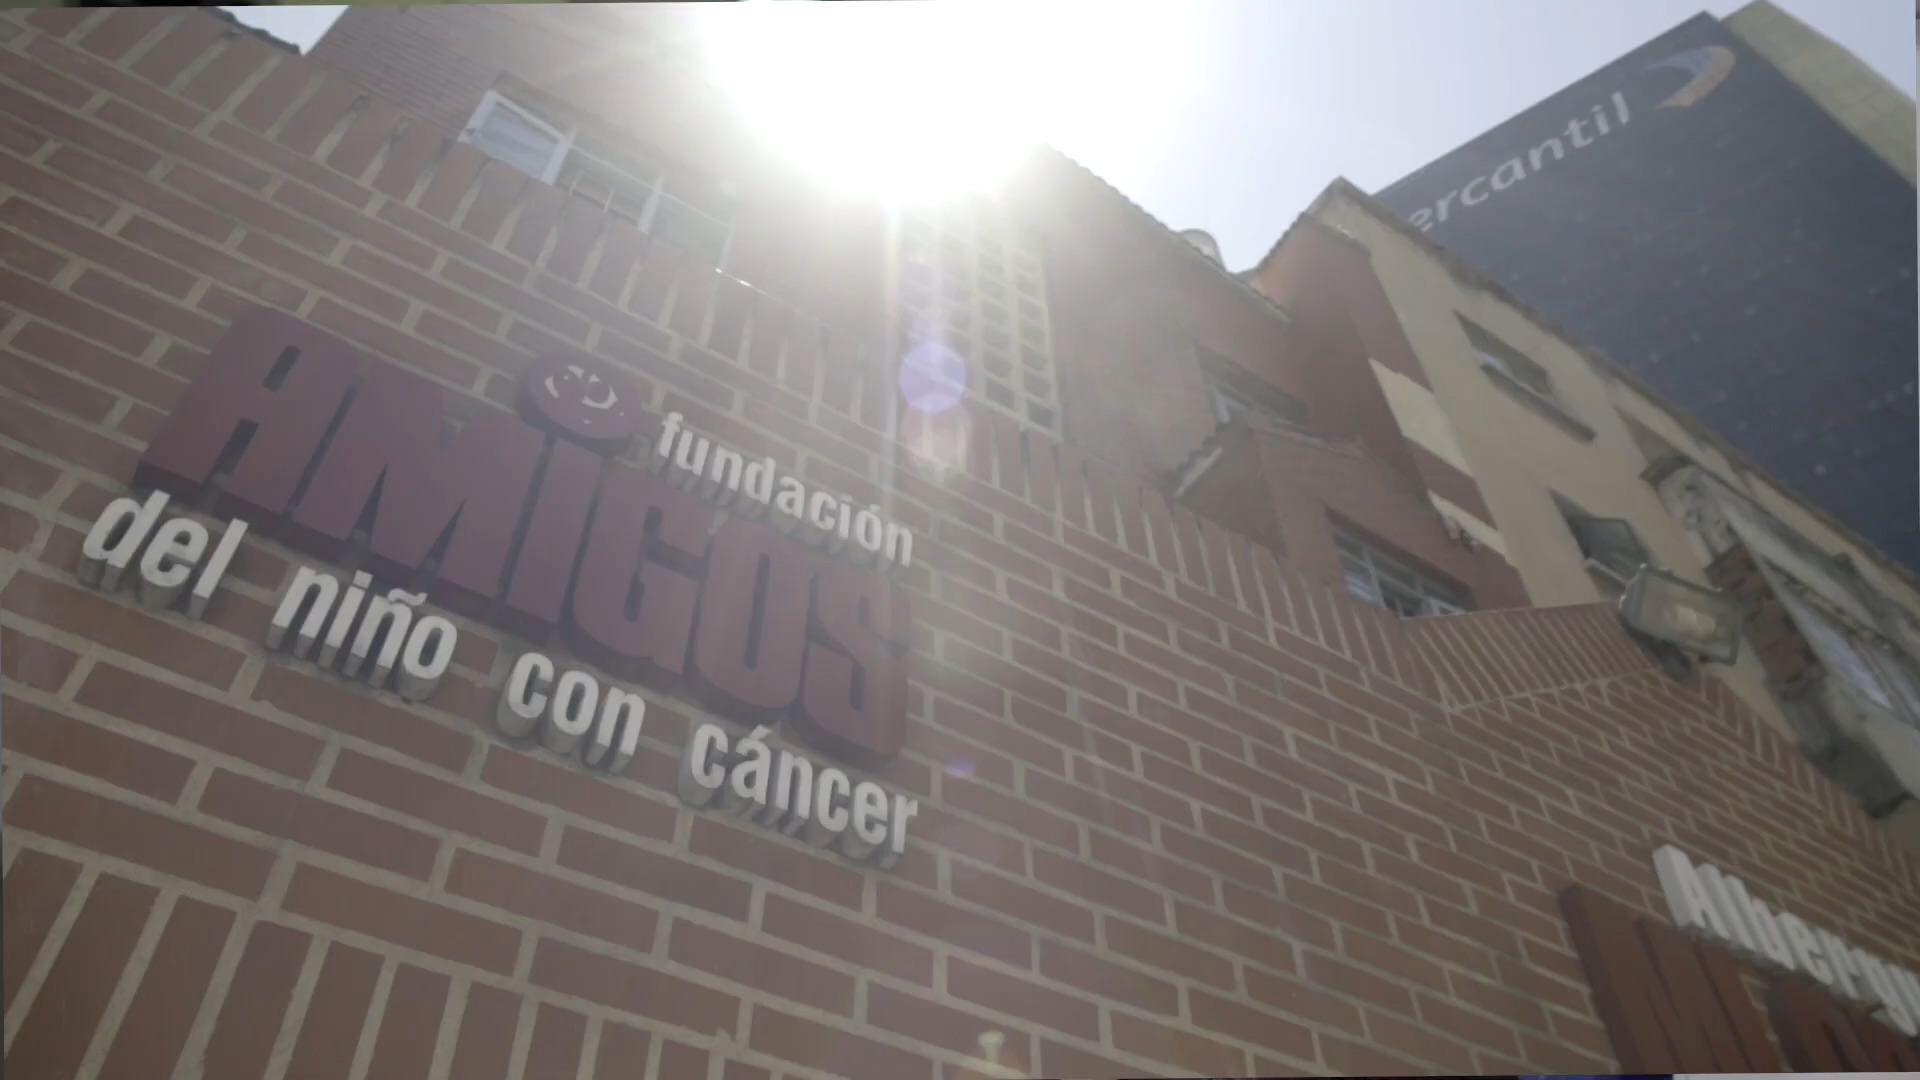 fundación
AMiGOS
del niño con cáncer
ercantil